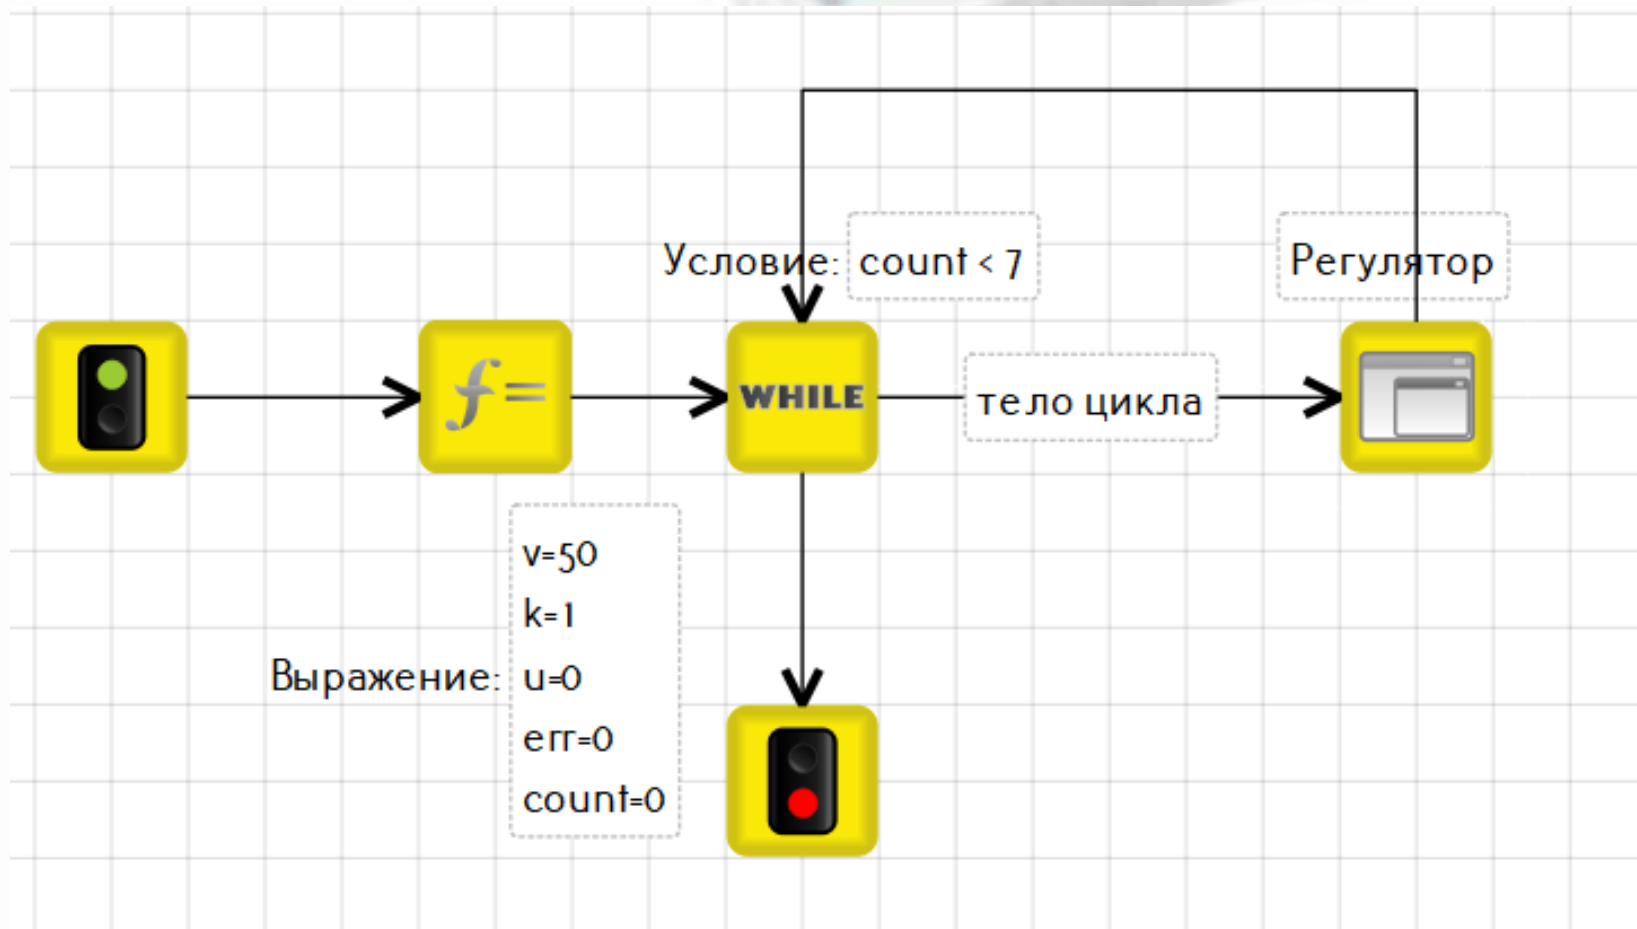 Условие: count < 7
Регулятор
WHILE
тело цикла
v=50
k=1
Выражение: u=0
err=0
count=0